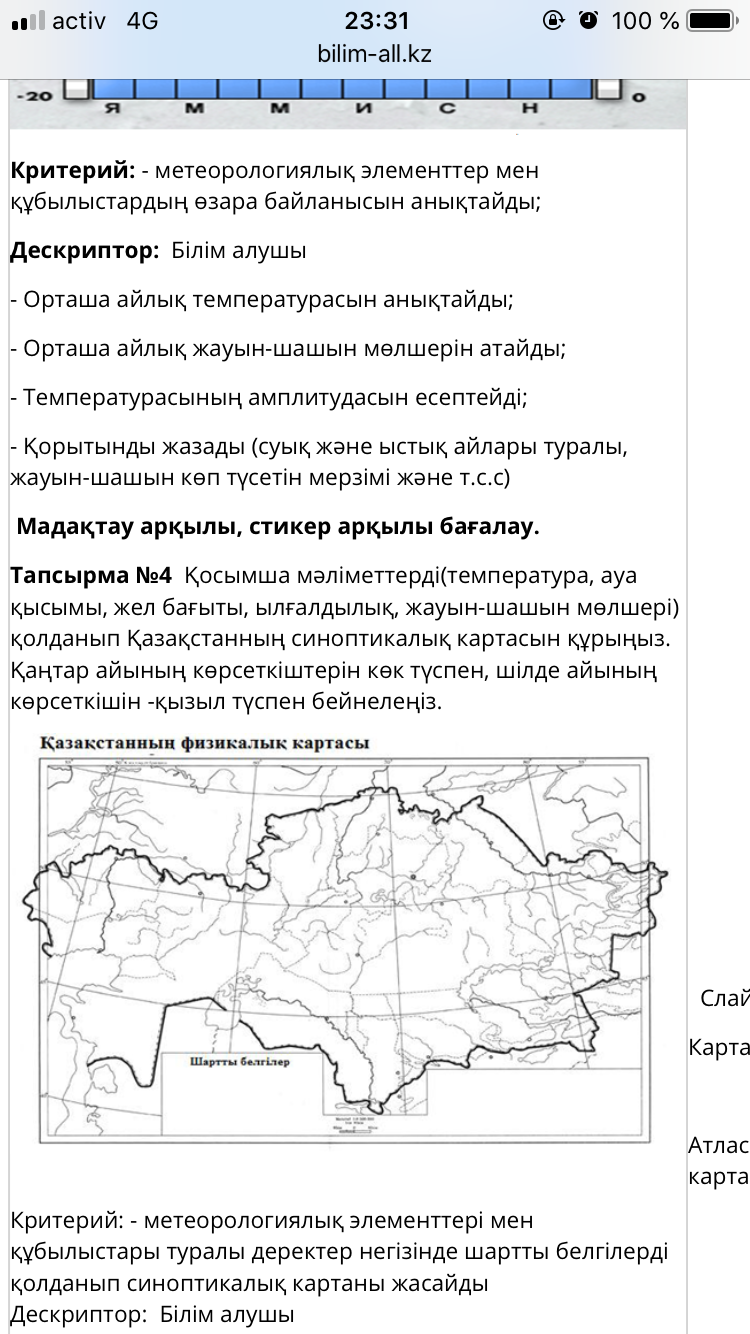 activ 4G 23:31 100 %
bilim-all.kz
-20 0
Я М М И С Н
Критерий: - метеорологиялық элементтер мен
құбылыстардың өзара байланысын анықтайды;
Дескриптор: Білім алушы
- Орташа айлық температурасын анықтайды;
- Орташа айлық жауын-шашын мөлшерін атайды;
- Температурасының амплитудасын есептейді;
- Қорытынды жазады (суық және ыстық айлары туралы,
жауын-шашын көп түсетін мерзімі және т.с.с)
Мадақтау арқылы, стикер арқылы бағалау.
Тапсырма №4 Қосымша мәліметтерді(температура, ауа
қысымы, жел бағыты, ылғалдылық, жауын-шашын мөлшері)
қолданып Қазақстанның синоптикалық картасын құрыңыз.
Қаңтар айының көрсеткіштерін көк түспен, шілде айының
көрсеткішін -қызыл түспен бейнелеңіз.
Қазақстанның физикалық картасы
Шартты белгілер
Слай
Карта
Атлас
карта
Критерий: - метеорологиялық элементтері мен
құбылыстары туралы деректер негізінде шартты белгілерді
қолданып синоптикалық картаны жасайды
Дескриптор: Білім алушы